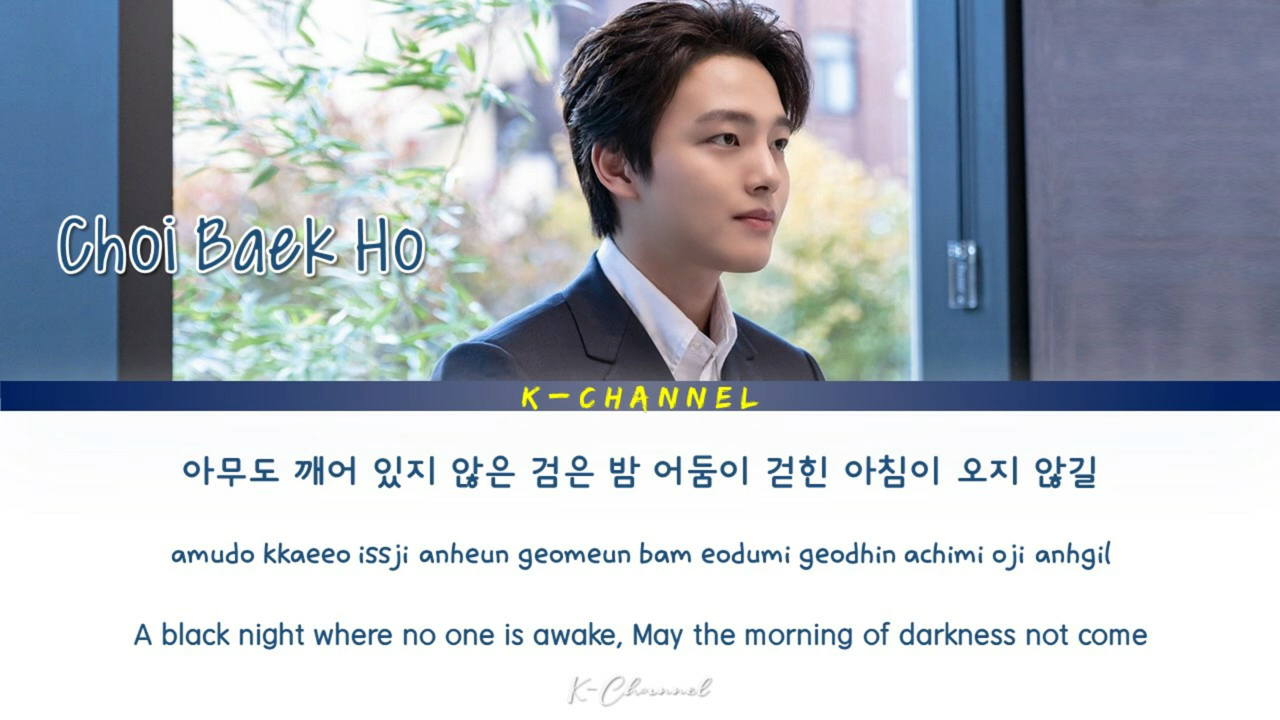 Choi Baek Ho
K-CHANNEL
아무도 깨어 있지 않은 검은 밤 어둠이 걷힌 아침이 오지 않길
amudo kkaeeo issji anheun geomeun bam eodumi geodhin achimi oji anhgil
A black night where no one is awake, May the morning of darkness not come
K-Channel